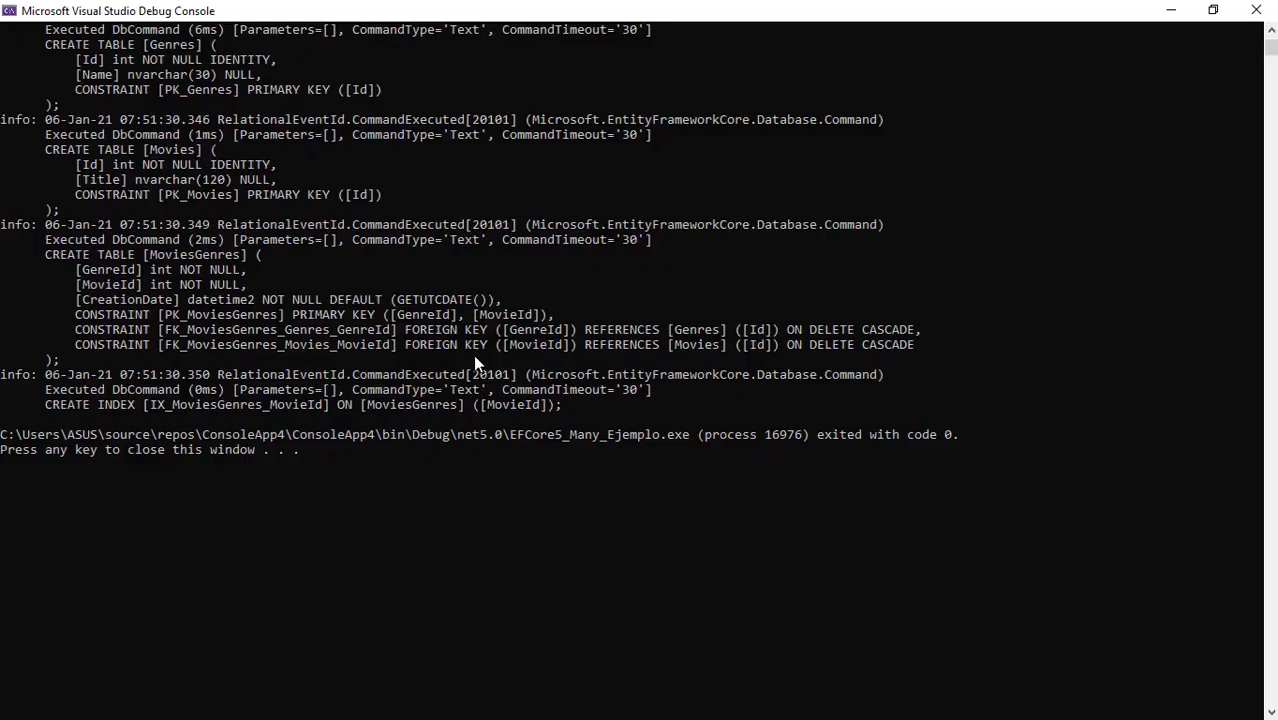 Microsoft Visual Studio Debug Console
Executed DbCommand (6ms) [Parameters=[], CommandType='Text', CommandTimeout='30']
CREATE TABLE [Genres] (
[Id] int NOT NULL IDENTITY,
[Name] nvarchar(30) NULL,
CONSTRAINT [PK_Genres] PRIMARY KEY ([Id])
);
info: 06-Jan-21 07:51:30.346 RelationalEventId.CommandExecuted[20101] (Microsoft.EntityFrameworkCore.Database.Command)
Executed DbCommand (1ms) [Parameters=[], CommandType='Text', CommandTimeout='30']
CREATE TABLE [Movies] (
[Id] int NOT NULL IDENTITY,
[Title] nvarchar(120) NULL,
CONSTRAINT [PK_Movies] PRIMARY KEY ([Id])
);
info: 06-Jan-21 07:51:30.349 RelationalEventId.CommandExecuted[20101] (Microsoft.EntityFrameworkCore.Database.Command)
Executed DbCommand (2ms) [Parameters=[], CommandType='Text', CommandTimeout='30']
CREATE TABLE [MoviesGenres] (
[GenreId] int NOT NULL,
[MovieId] int NOT NULL,
[CreationDate] datetime2 NOT NULL DEFAULT (GETUTCDATE()),
CONSTRAINT [PK_MoviesGenres] PRIMARY KEY ([GenreId], [MovieId]),
CONSTRAINT [FK_MoviesGenres_Genres_GenreId] FOREIGN KEY ([GenreId]) REFERENCES [Genres] ([Id]) ON DELETE CASCADE,
CONSTRAINT [FK_MoviesGenres_Movies_MovieId] FOREIGN KEY ([MovieId]) REFERENCES [Movies] ([Id]) ON DELETE CASCADE
);
info: 06-Jan-21 07:51:30.350 RelationalEventId.CommandExecuted[20101] (Microsoft.EntityFrameworkCore.Database.Command)
Executed DbCommand (0ms) [Parameters=[], CommandType='Text', CommandTimeout='30']
CREATE INDEX [IX_MoviesGenres_MovieId] ON [MoviesGenres] ([MovieId]);
C:\Users\ASUS\source\repos\ConsoleApp4\ConsoleApp4\bin\Debug\net5.0\EFCore5_Many_Ejemplo.exe (process 16976) exited with code 0.
Press any key to close this window . . .